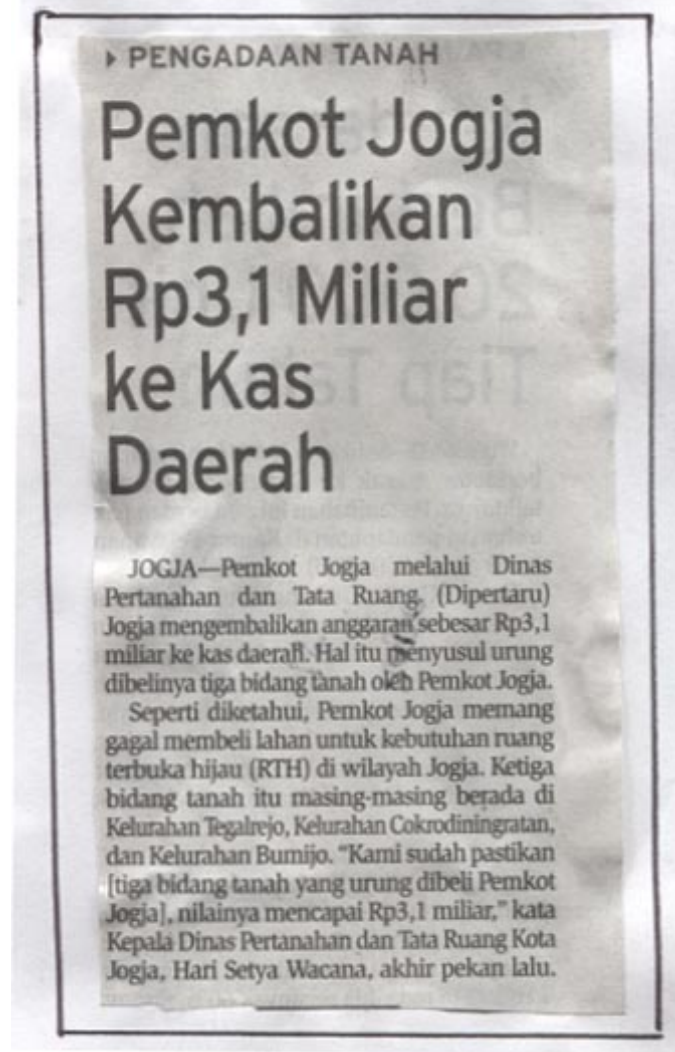 ▸ PENGADAAN TANAH
Pemkot Jogja
Kembalikan
Rp3,1 Miliar
ke Kas
Daerah
JOGJA—Pemkot Jogja melalui Dinas
Pertanahan dan Tata Ruang (Dipertaru)
Jogja mengembalikan anggaran sebesar Rp3,1
miliar ke kas daerah. Hal itu menyusul urung
dibelinya tiga bidang tanah oleh Pemkot Jogja.
Seperti diketahui, Pemkot Jogja memang
gagal membeli lahan untuk kebutuhan ruang
terbuka hijau (RTH) di wilayah Jogja. Ketiga
bidang tanah itu masing-masing berada di
Kelurahan Tegalrejo, Kelurahan Cokrodiningratan,
dan Kelurahan Bumijo. “Kami sudah pastikan
[tiga bidang tanah yang urung dibeli Pemkot
Jogja], nilainya mencapai Rp3,1 miliar,” kata
Kepala Dinas Pertanahan dan Tata Ruang Kota
Jogja, Hari Setya Wacana, akhir pekan lalu.